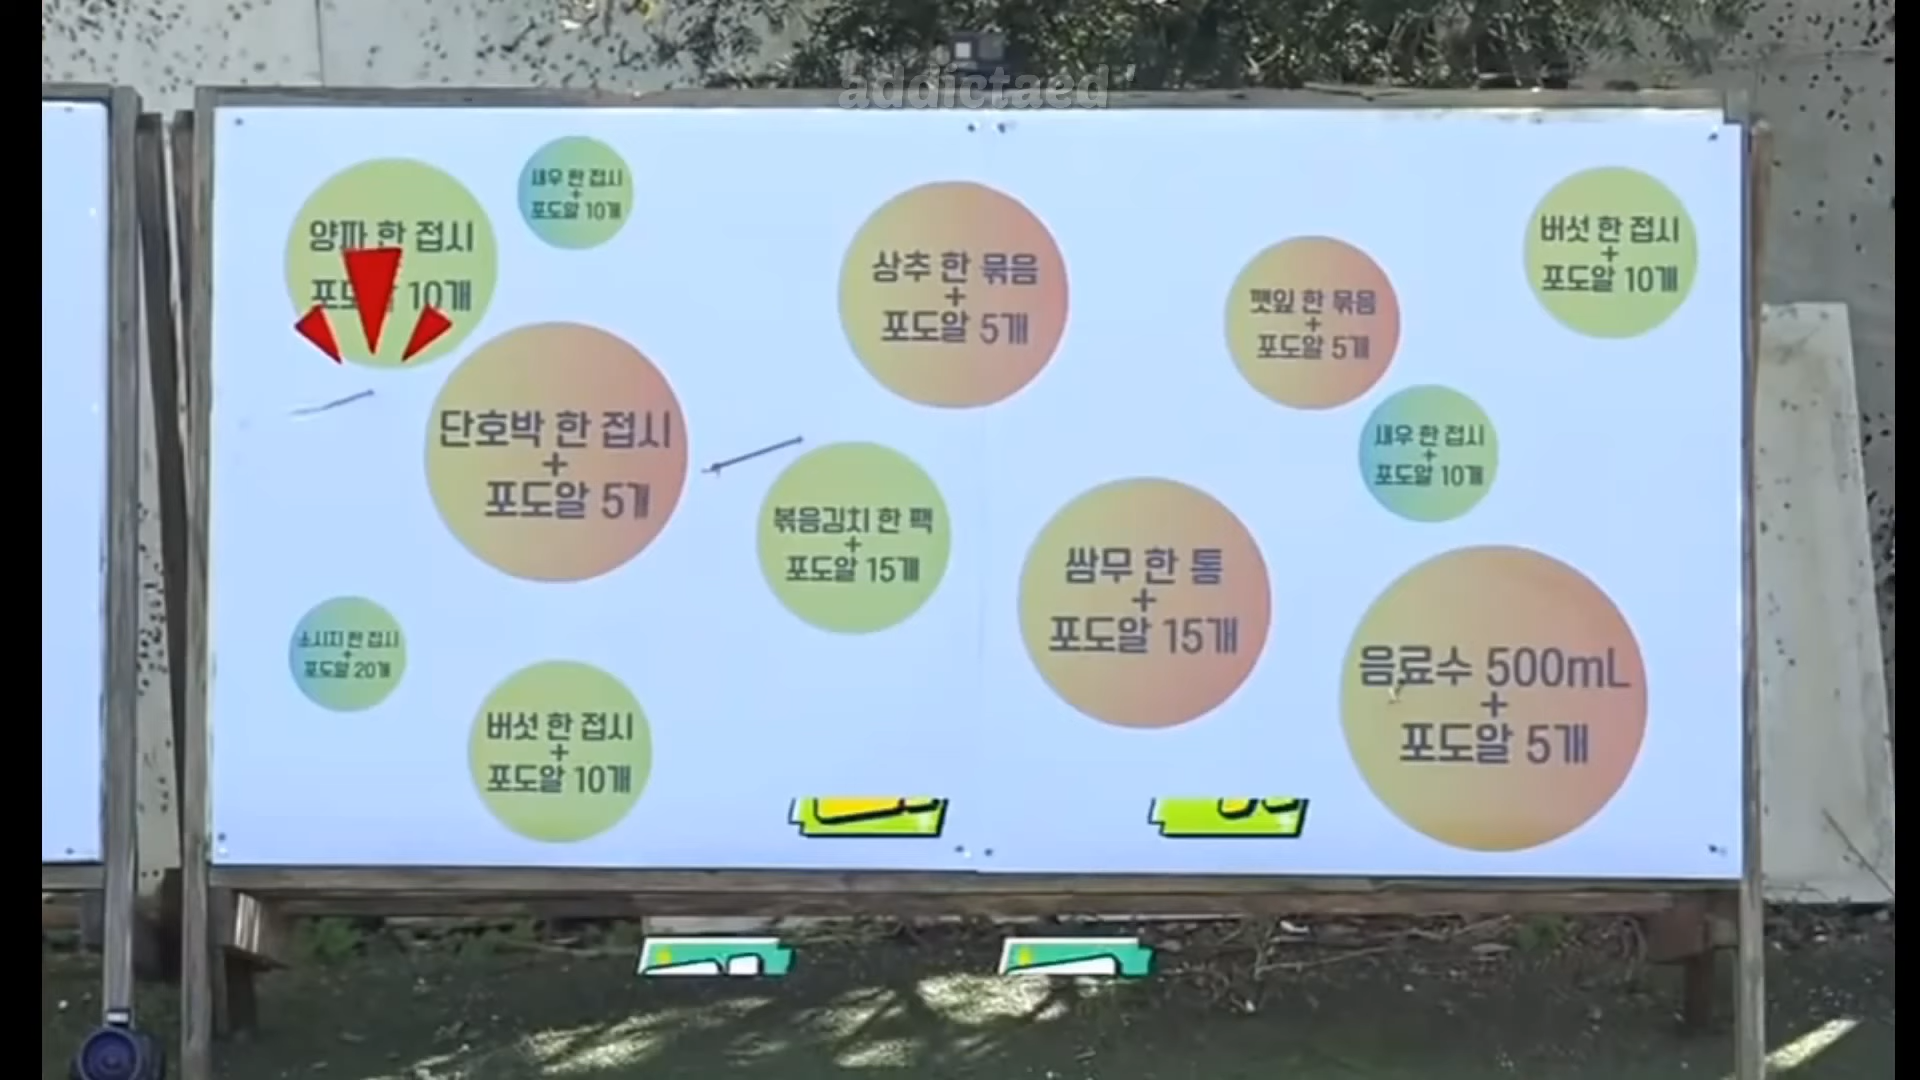 addictaed'
양파 한 접시
포도알 10개
새우 한 접시
+
포도알 10개
상추 한 묶음
+
포도알 5개
깻잎 한 묶음
+
포도알 5개
버섯 한 접시
+
포도알 10개
단호박 한 접시
+
포도알 5개
새우 한 접시
+
포도알 10개
볶음김치 한 팩
+
포도알 15개
쌈무 한 통
+
포도알 15개
소시지 한 접시
+
포도알 20개
버섯 한 접시
+
포도알 10개
음료수 500mL
+
포도알 5개